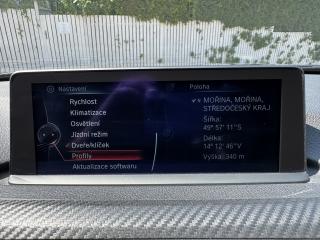 Nastavení
Rychlost
Klimatizace
Osvětlení
Jízdní režim
Dveře/klíček
Profily
Aktualizace softwaru
Poloha
MOŘINA, MOŘINA,
STŘEDOČESKÝ KRAJ
Šířka:
49° 57' 11"S
Délka:
14° 12' 46"V
Výška: 340 m